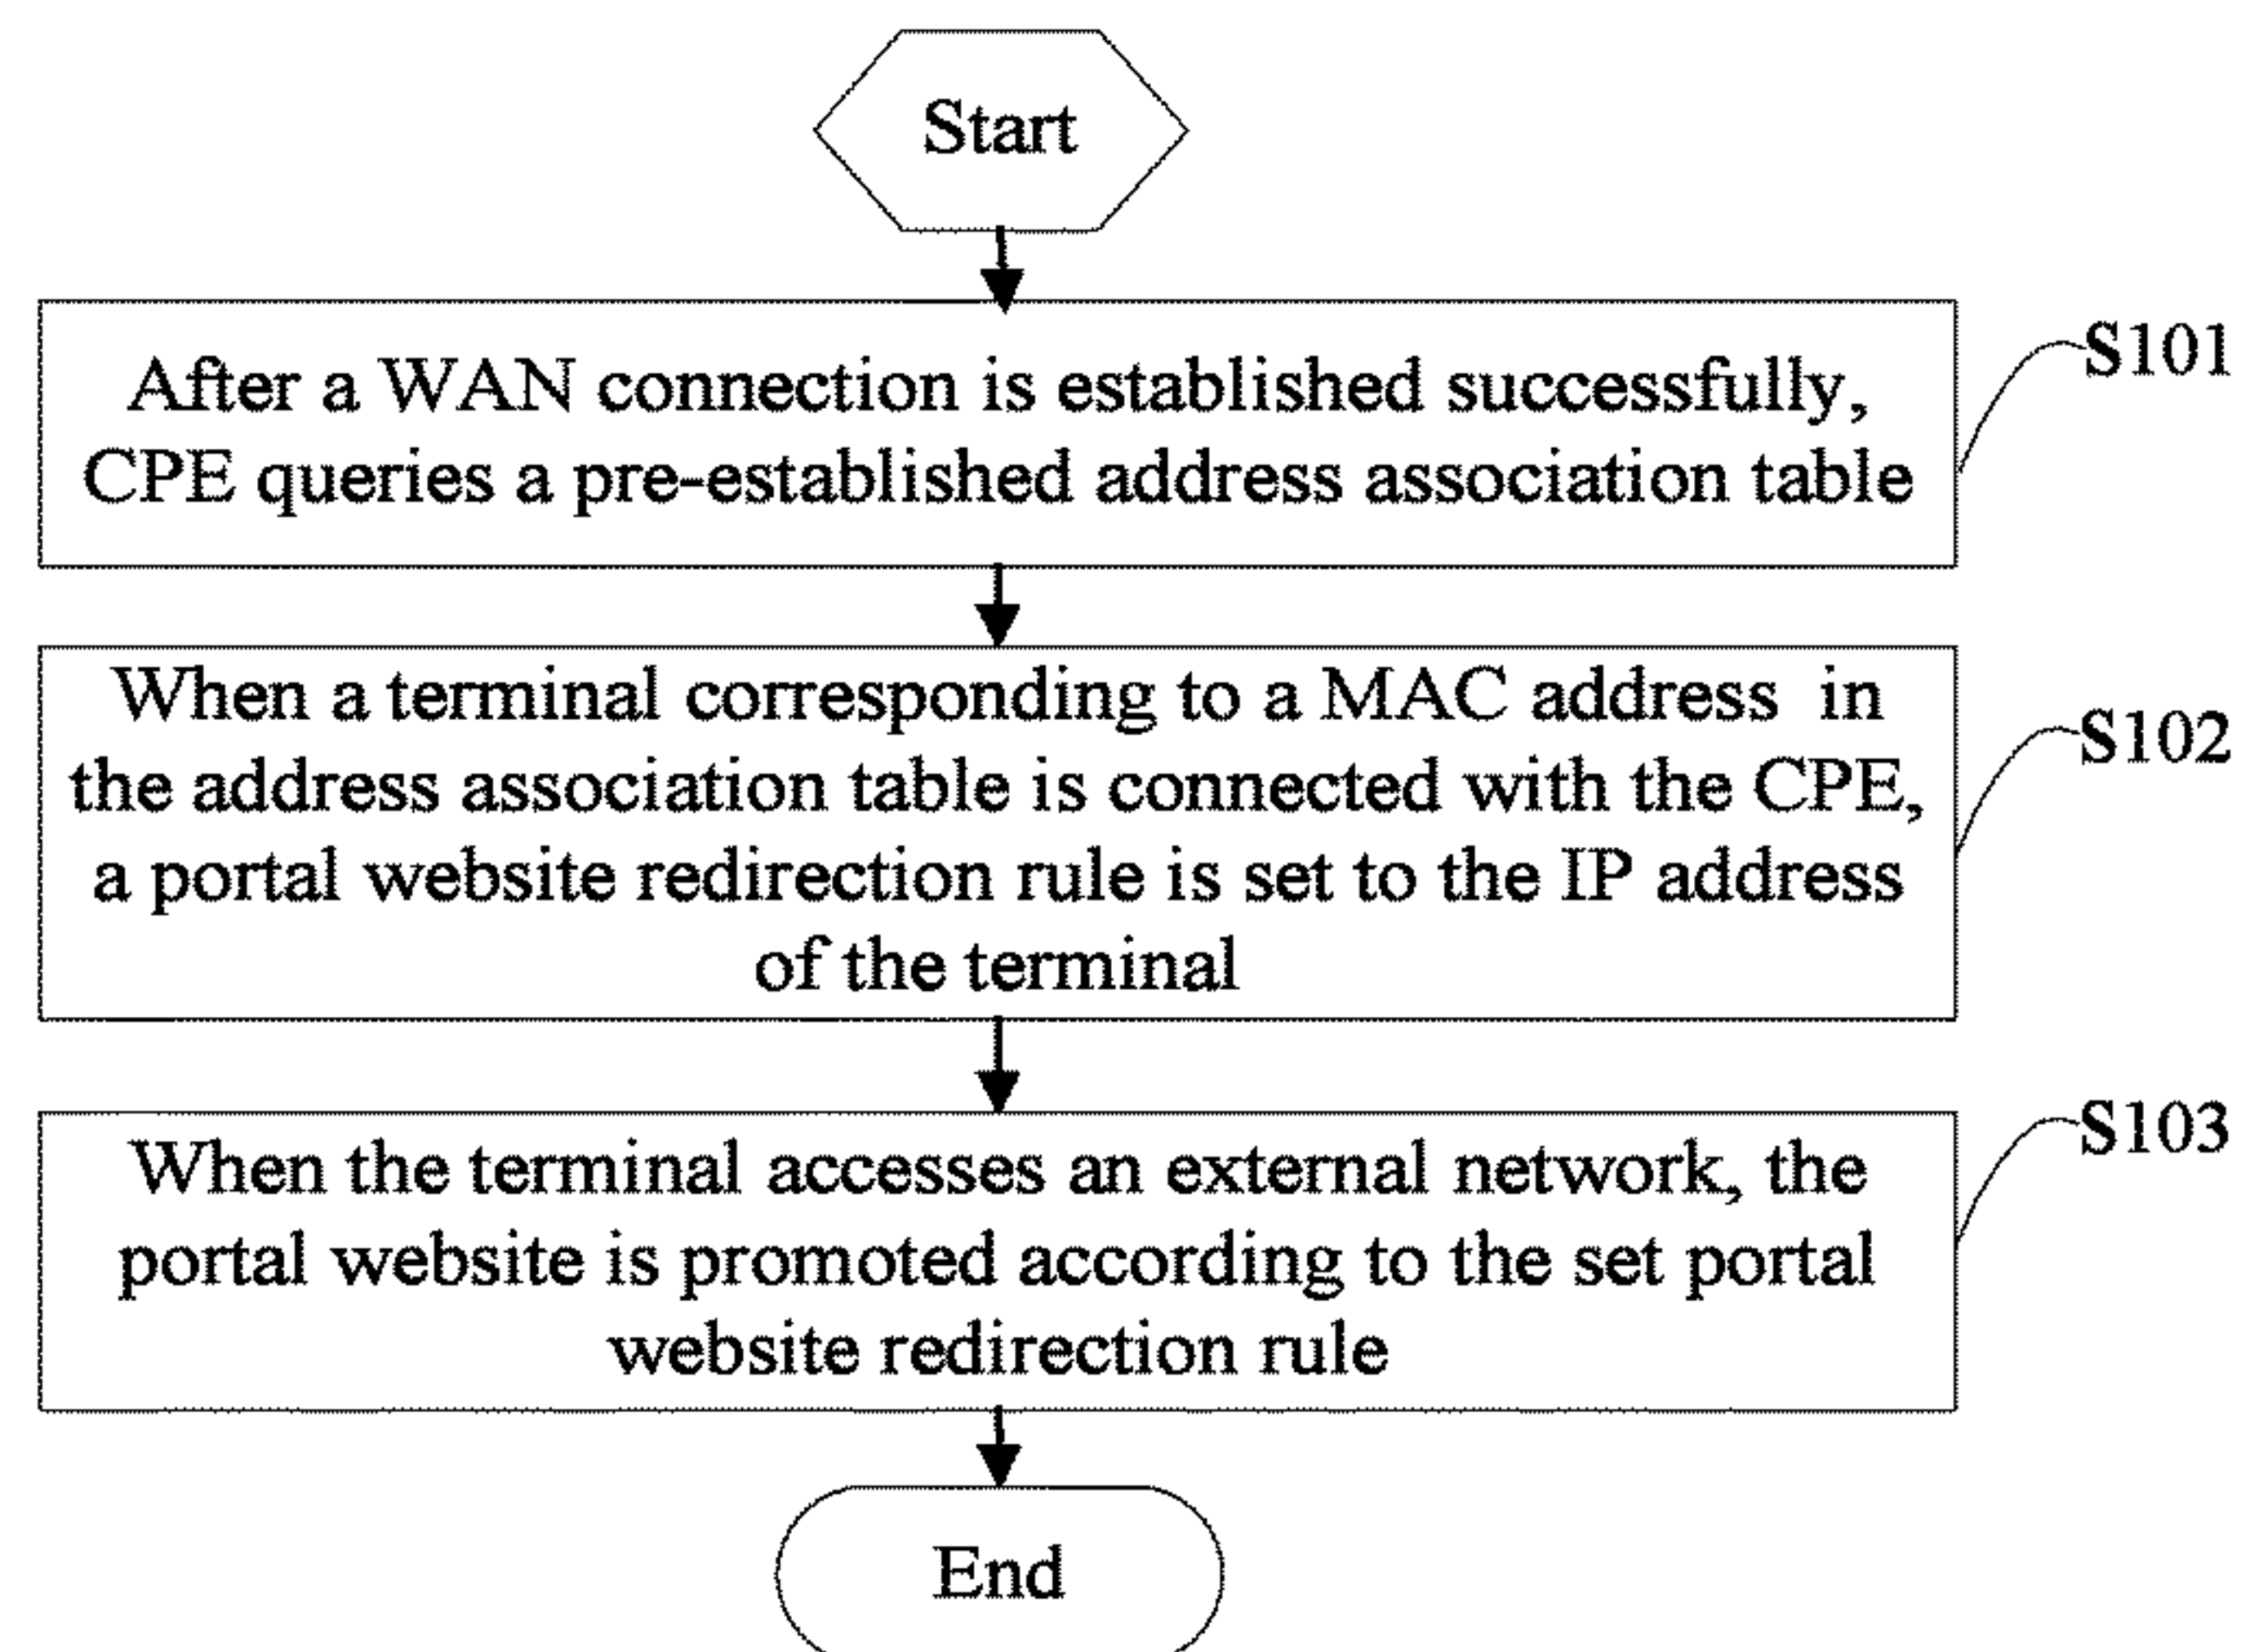 Start
After a WAN connection is established successfully,
CPE queries a pre-established address association table
S101
When a terminal corresponding to a MAC address in
the address association table is connected with the CPE,
a portal website redirection rule is set to the IP address
of the terminal
S102
When the terminal accesses an external network, the
portal website is promoted according to the set portal
website redirection rule
S103
End